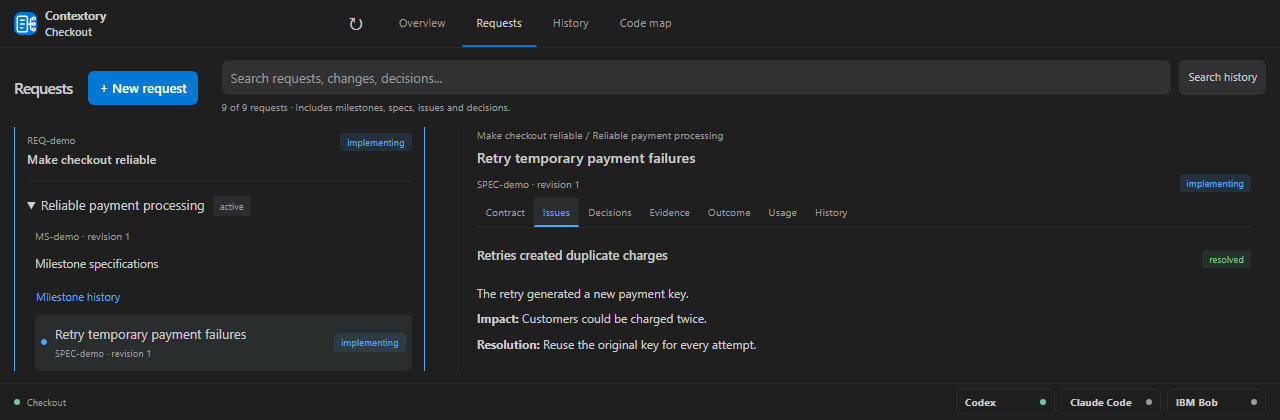 Contextory
Checkout
↻
Overview
Requests
History
Code map
Requests
+ New request
Search requests, changes, decisions...
Search history
9 of 9 requests · Includes milestones, specs, issues and decisions.
REQ-demo
implementing
Make checkout reliable
▼ Reliable payment processing
active
MS-demo · revision 1
Milestone specifications
Milestone history
Retry temporary payment failures
SPEC-demo · revision 1
implementing
Make checkout reliable / Reliable payment processing
Retry temporary payment failures
SPEC-demo · revision 1
implementing
Contract
Issues
Decisions
Evidence
Outcome
Usage
History
Retries created duplicate charges
resolved
The retry generated a new payment key.
Impact: Customers could be charged twice.
Resolution: Reuse the original key for every attempt.
Checkout
Codex
Claude Code
IBM Bob